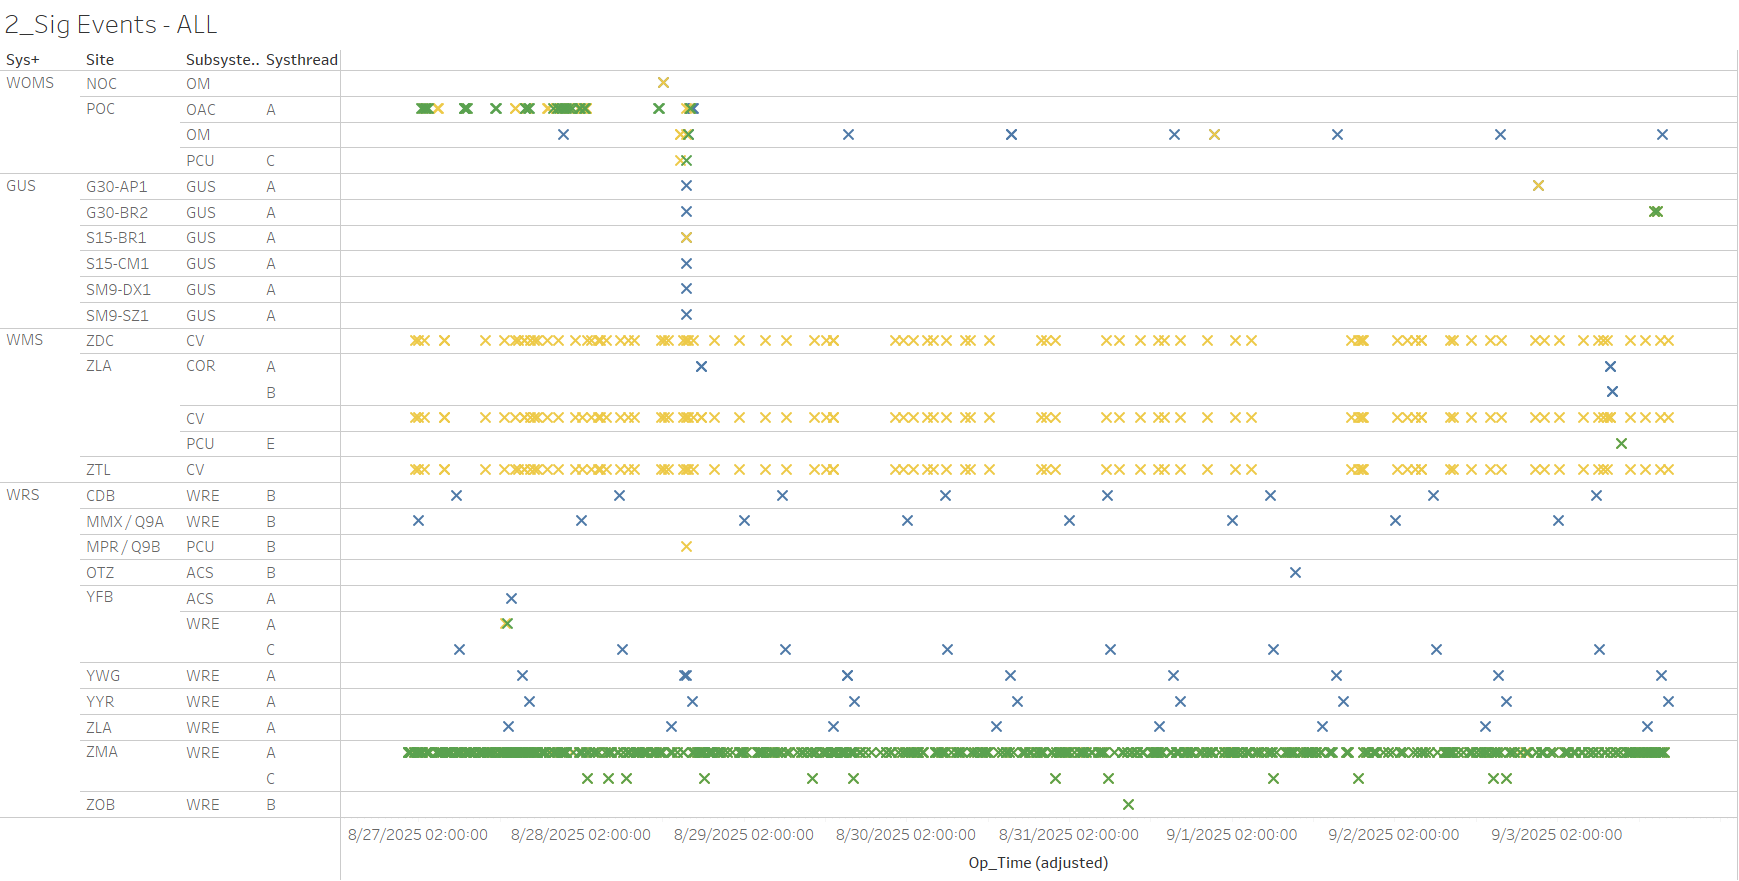 2_Sig Events - ALL
Sys+ Site Subsyste.. Systhread
WOMS NOC OM
POC OAC A
OM
PCU C
GUS G30-AP1 GUS A
G30-BR2 GUS A
S15-BR1 GUS A
S15-CM1 GUS A
SM9-DX1 GUS A
SM9-SZ1 GUS A
WMS ZDC CV
ZLA COR A
B
CV
PCU E
ZTL CV
WRS CDB WRE B
MMX / Q9A WRE B
MPR / Q9B PCU B
OTZ ACS B
YFB ACS A
WRE A
C
YWG WRE A
YYR WRE A
ZLA WRE A
ZMA WRE A
C
ZOB WRE B
8/27/2025 02:00:00 8/28/2025 02:00:00 8/29/2025 02:00:00 8/30/2025 02:00:00 8/31/2025 02:00:00 9/1/2025 02:00:00 9/2/2025 02:00:00 9/3/2025 02:00:00
Op_Time (adjusted)